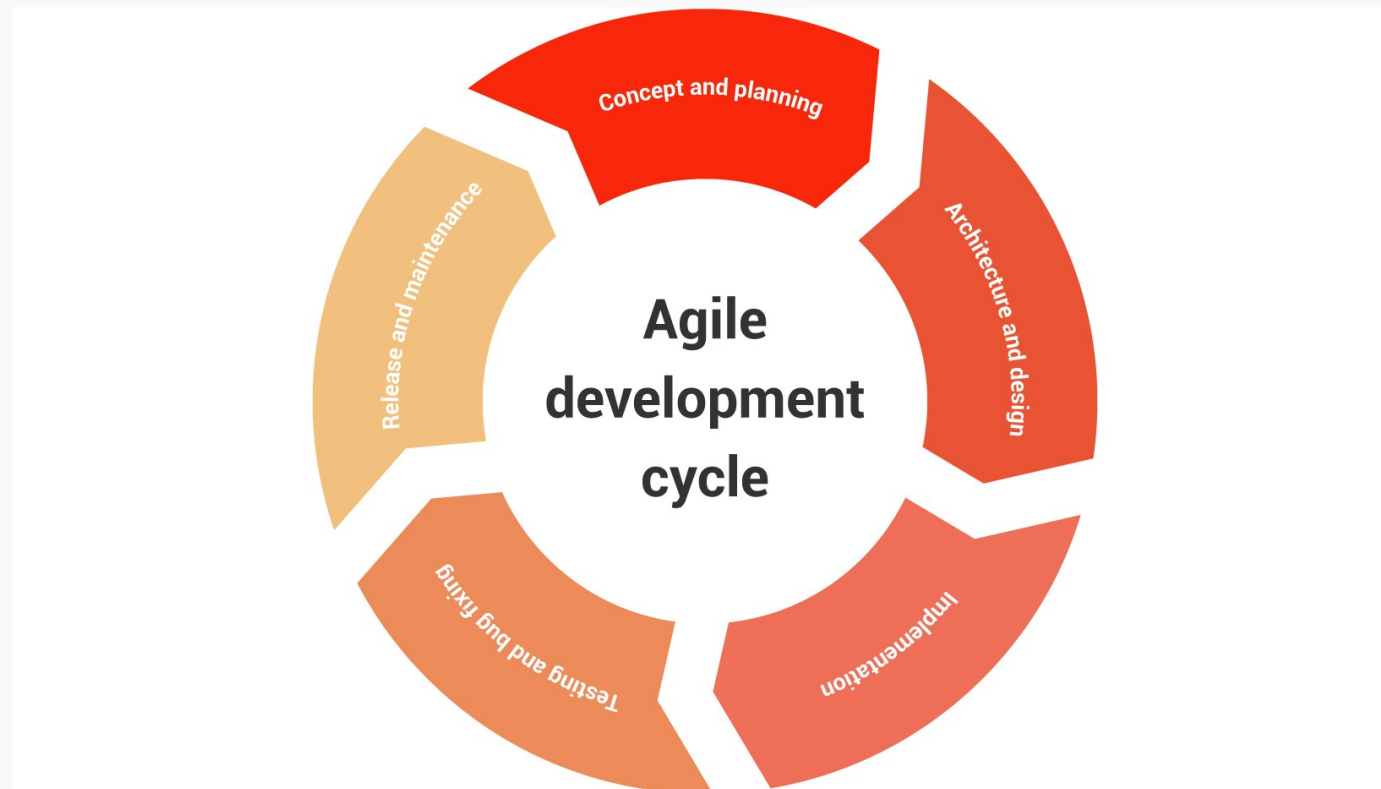 Concept and planning
Architecture and design
Implementation
Testing and bug fixing
Release and maintenance
Agile
development
cycle